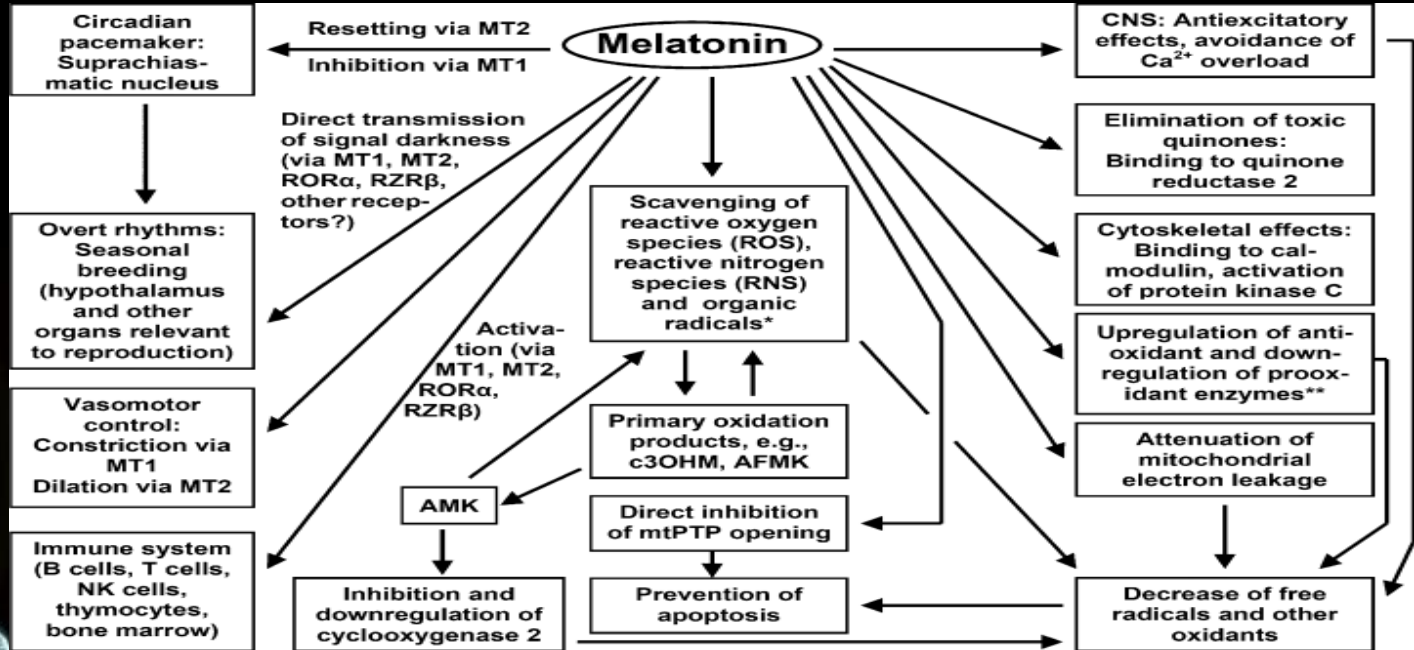 Melatonin
Circadian
pacemaker:
Suprachias-
matic nucleus
Resetting via MT2
Inhibition via MT1
Direct transmission
of signal darkness
(via MT1, MT2,
RORα, RZRβ,
other recep-
tors?)
Overt rhythms:
Seasonal
breeding
(hypothalamus
and other
organs relevant
to reproduction)
Vasomotor
control:
Constriction via
MT1
Dilation via MT2
Immune system
(B cells, T cells,
NK cells,
thymocytes,
bone marrow)
Activa-
tion (via
MT1, MT2,
RORα,
RZRβ)
Scavenging of
reactive oxygen
species (ROS),
reactive nitrogen
species (RNS)
and organic
radicals*
Primary oxidation
products, e.g.,
c3OHM, AFMK
AMK
Inhibition and
downregulation of
cyclooxygenase 2
Direct inhibition
of mtPTP opening
Prevention of
apoptosis
CNS: Antiexcitatory
effects, avoidance of
Ca²⁺ overload
Elimination of toxic
quinones:
Binding to quinone
reductase 2
Cytoskeletal effects:
Binding to cal-
modulin, activation
of protein kinase C
Upregulation of anti-
oxidant and down-
regulation of proox-
idant enzymes**
Attenuation of
mitochondrial
electron leakage
Decrease of free
radicals and other
oxidants